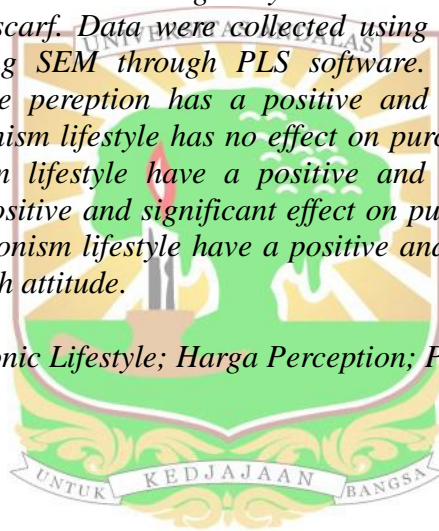 scarf. Data were collected using
UNIVERSITAS ANDALAS
g SEM through PLS software.
e pereption has a positive and
nism lifestyle has no effect on purc
n lifestyle have a positive and
ositive and significant effect on pu
onism lifestyle have a positive and
h attitude.
onic Lifestyle; Harga Perception; P
UNTUK KEDJAJAAN BANGSA